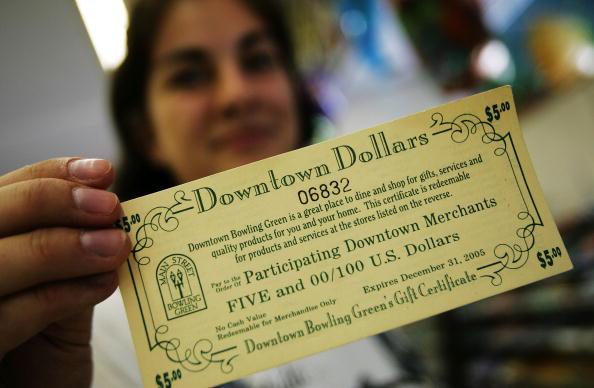 $5.00
Downtown Dollars
$5.00
06832
Downtown Bowling Green is a great place to dine and shop for gifts, services and
quality products for you and your home. This certificate is redeemable
for products and services at the stores listed on the reverse.
MAIN STREET
BOWLING
GREEN
Pay to the
Order Of Participating Downtown Merchants
FIVE and 00/100 U.S. Dollars
No Cash Value
Redeemable for Merchandise Only
Expires December 31, 2005
Downtown Bowling Green's Gift Certificate
$5.00
$5.00